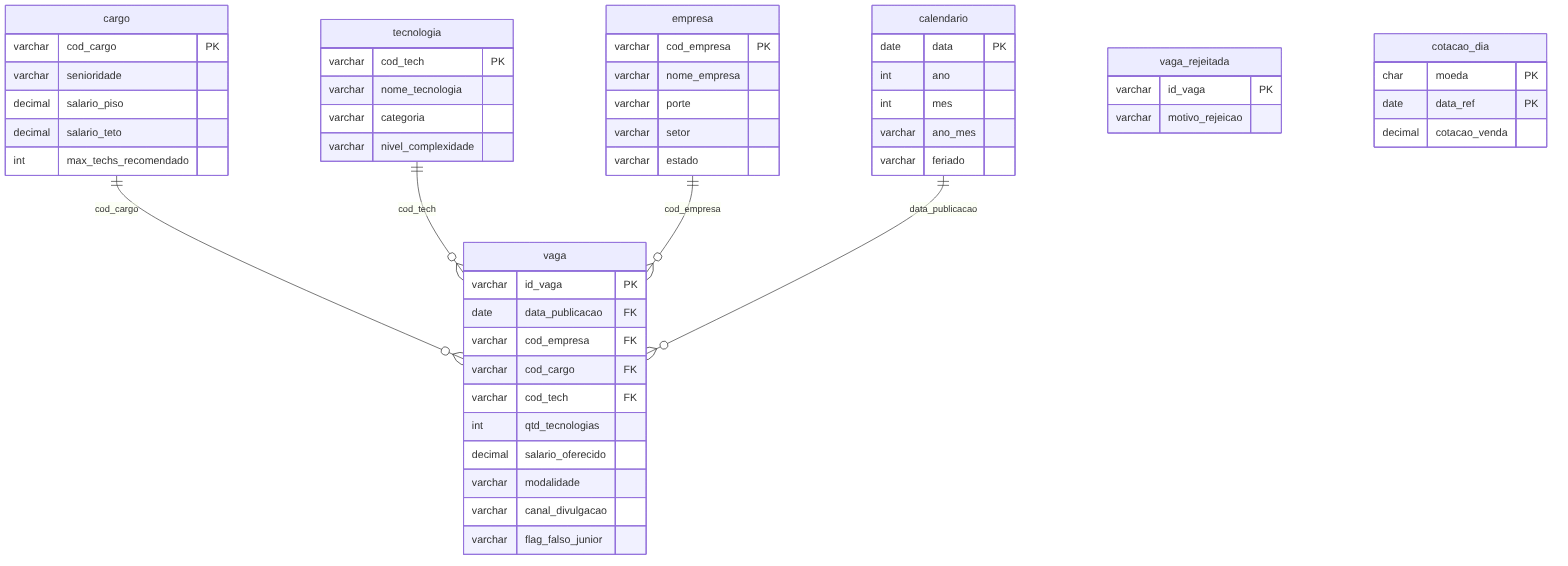 cargo
varchar cod_cargo PK
varchar senioridade
decimal salario_piso
decimal salario_teto
int max_techs_recomendado
tecnologia
varchar cod_tech PK
varchar nome_tecnologia
varchar categoria
varchar nivel_complexidade
empresa
varchar cod_empresa PK
varchar nome_empresa
varchar porte
varchar setor
varchar estado
calendario
date data PK
int ano
int mes
varchar ano_mes
varchar feriado
vaga_rejeitada
varchar id_vaga PK
varchar motivo_rejeicao
cotacao_dia
char moeda PK
date data_ref PK
decimal cotacao_venda
cod_cargo
cod_tech
cod_empresa
data_publicacao
vaga
varchar id_vaga PK
date data_publicacao FK
varchar cod_empresa FK
varchar cod_cargo FK
varchar cod_tech FK
int qtd_tecnologias
decimal salario_oferecido
varchar modalidade
varchar canal_divulgacao
varchar flag_falso_junior